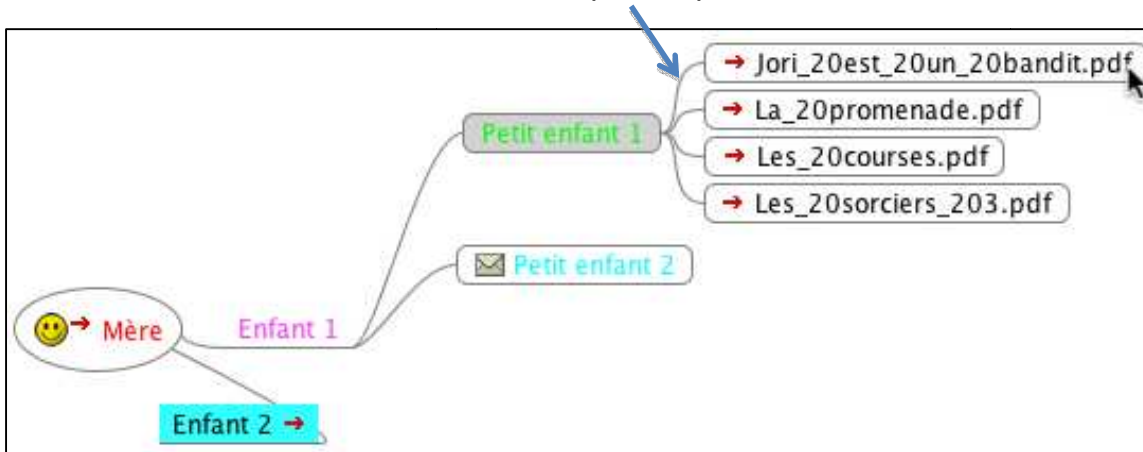 Jori_20est_20un_20bandit.pdf
La_20promenade.pdf
Petit enfant 1
Les_20courses.pdf
Les_20sorciers_203.pdf
Petit enfant 2
Mère
Enfant 1
Enfant 2